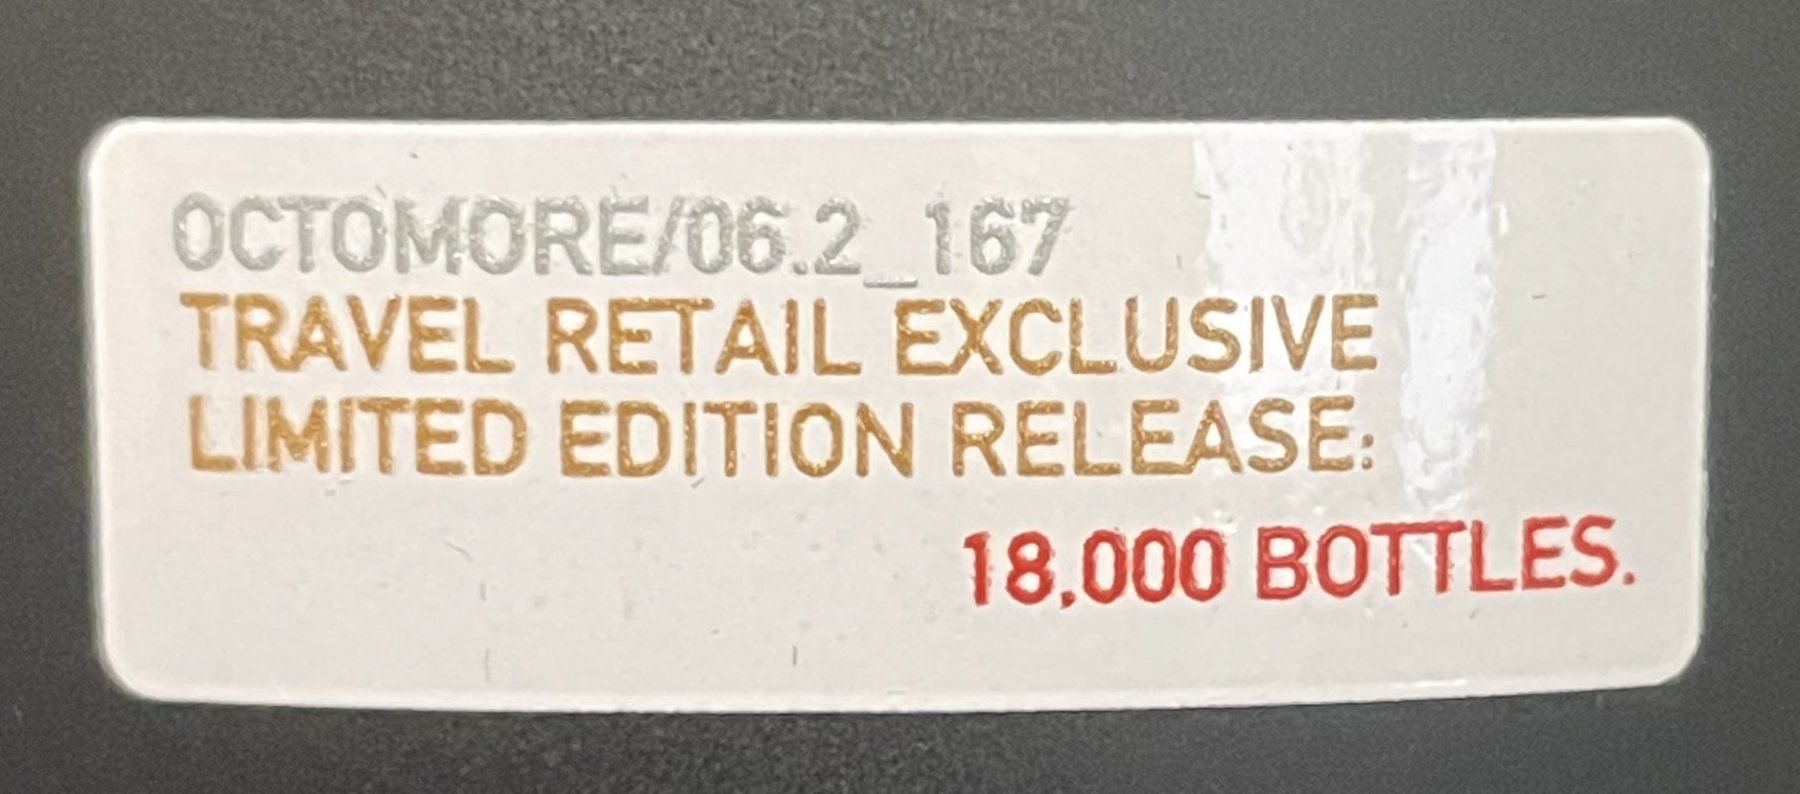 OCTOMORE/06.2_167
TRAVEL RETAIL EXCLUSIVE
LIMITED EDITION RELEASE:
18,000 BOTTLES.